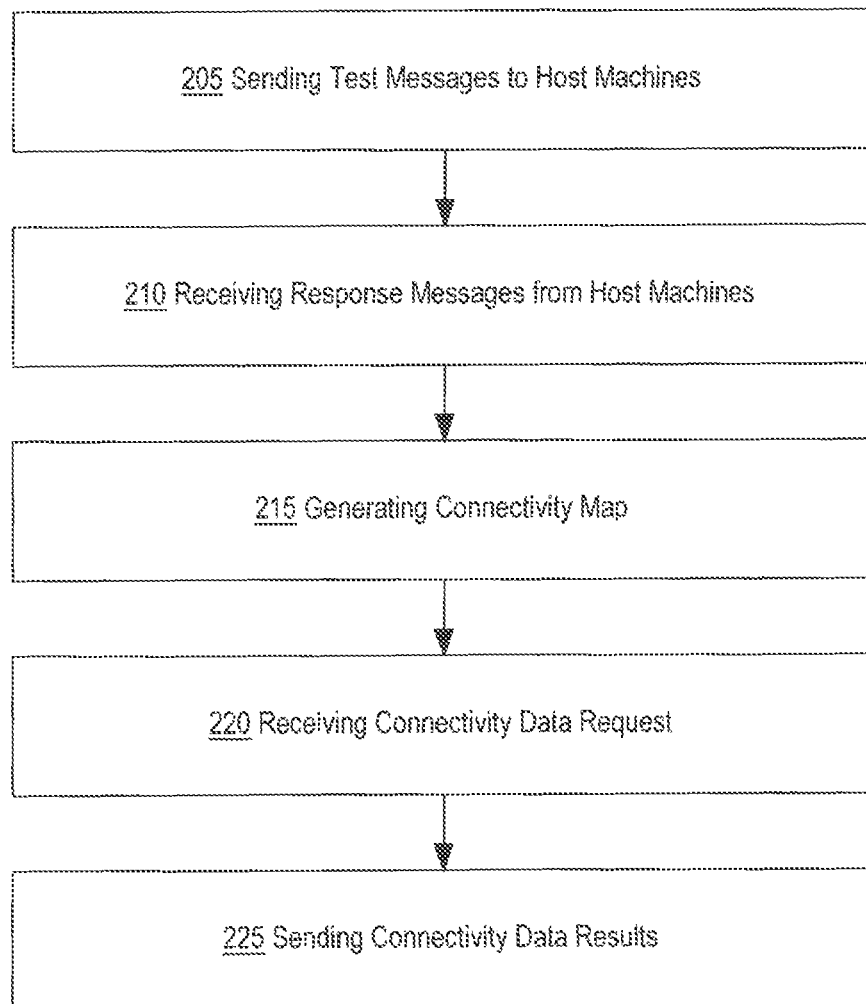 205 Sending Test Messages to Host Machines
210 Receiving Response Messages from Host Machines
215 Generating Connectivity Map
220 Receiving Connectivity Data Request
225 Sending Connectivity Data Results